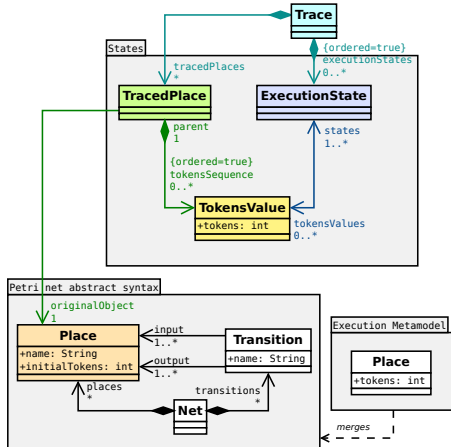 Trace
States
{ordered=true}
executionStates
0..*
tracedPlaces
*
TracedPlace
ExecutionState
parent
1
states
1..*
{ordered=true}
tokensSequence
0..*
TokensValue
+tokens: int
tokensValues
0..*
Petri net abstract syntax
originalObject
1
Place
+name: String
+initialTokens: int
input
1..*
output
1..*
Transition
+name: String
places
*
transitions
*
Net
Execution Metamodel
Place
+tokens: int
merges